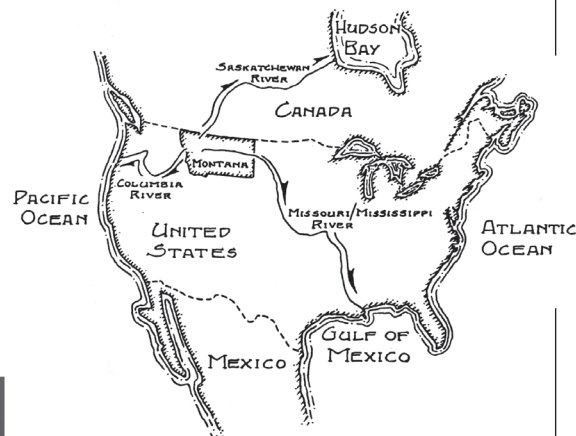 HUDSON
BAY
SASKATCHEWAN
RIVER
CANADA
MONTANA
COLUMBIA
RIVER
PACIFIC
OCEAN
MISSOURI/MISSISSIPPI
RIVER
UNITED
STATES
ATLANTIC
OCEAN
GULF OF
MEXICO
MEXICO